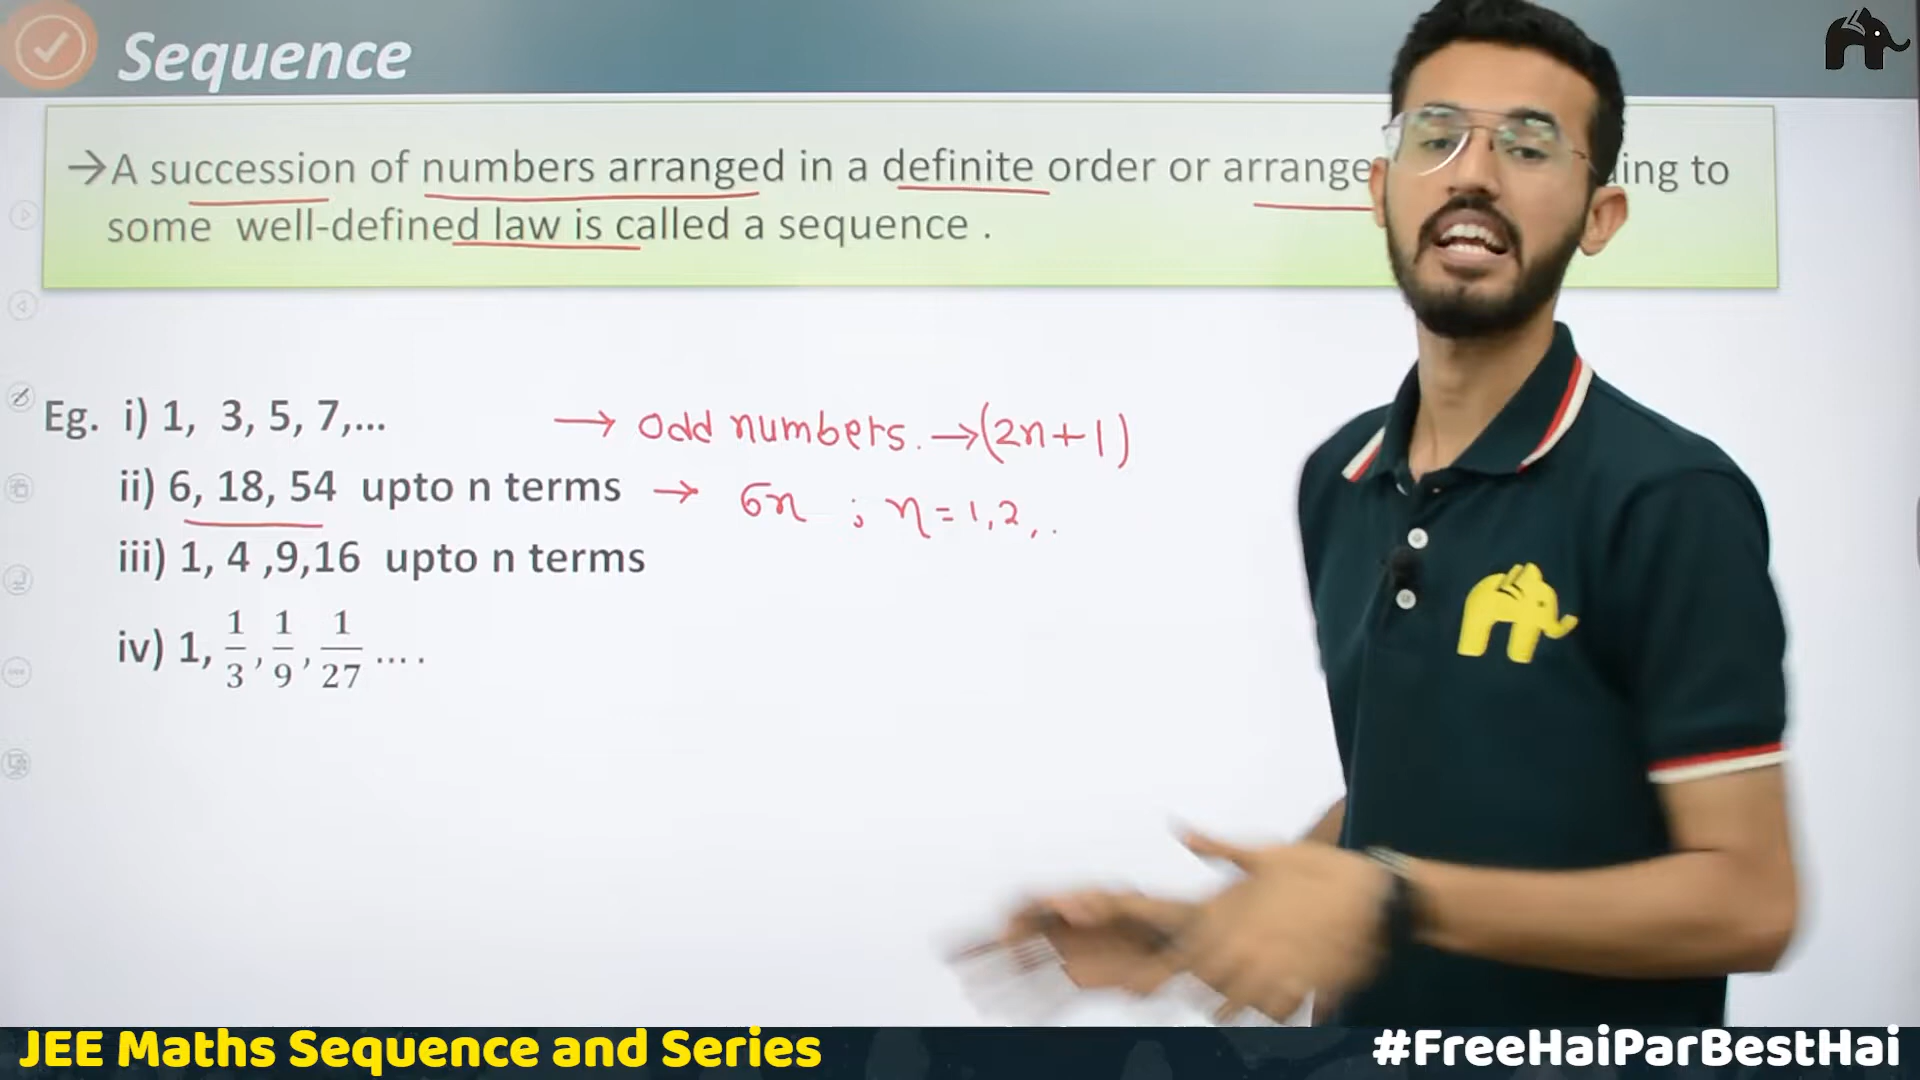 Sequence
→A succession of numbers arranged in a definite order or arrange ing to
some well-defined law is called a sequence .
Eg. i) 1, 3, 5, 7,... → odd numbers. →(2n+1)
ii) 6, 18, 54 upto n terms → 6n ; n=1,2,.
iii) 1, 4 ,9,16 upto n terms
iv) 1, 1/3, 1/9, 1/27 ... .
JEE Maths Sequence and Series
#FreeHaiParBestHai